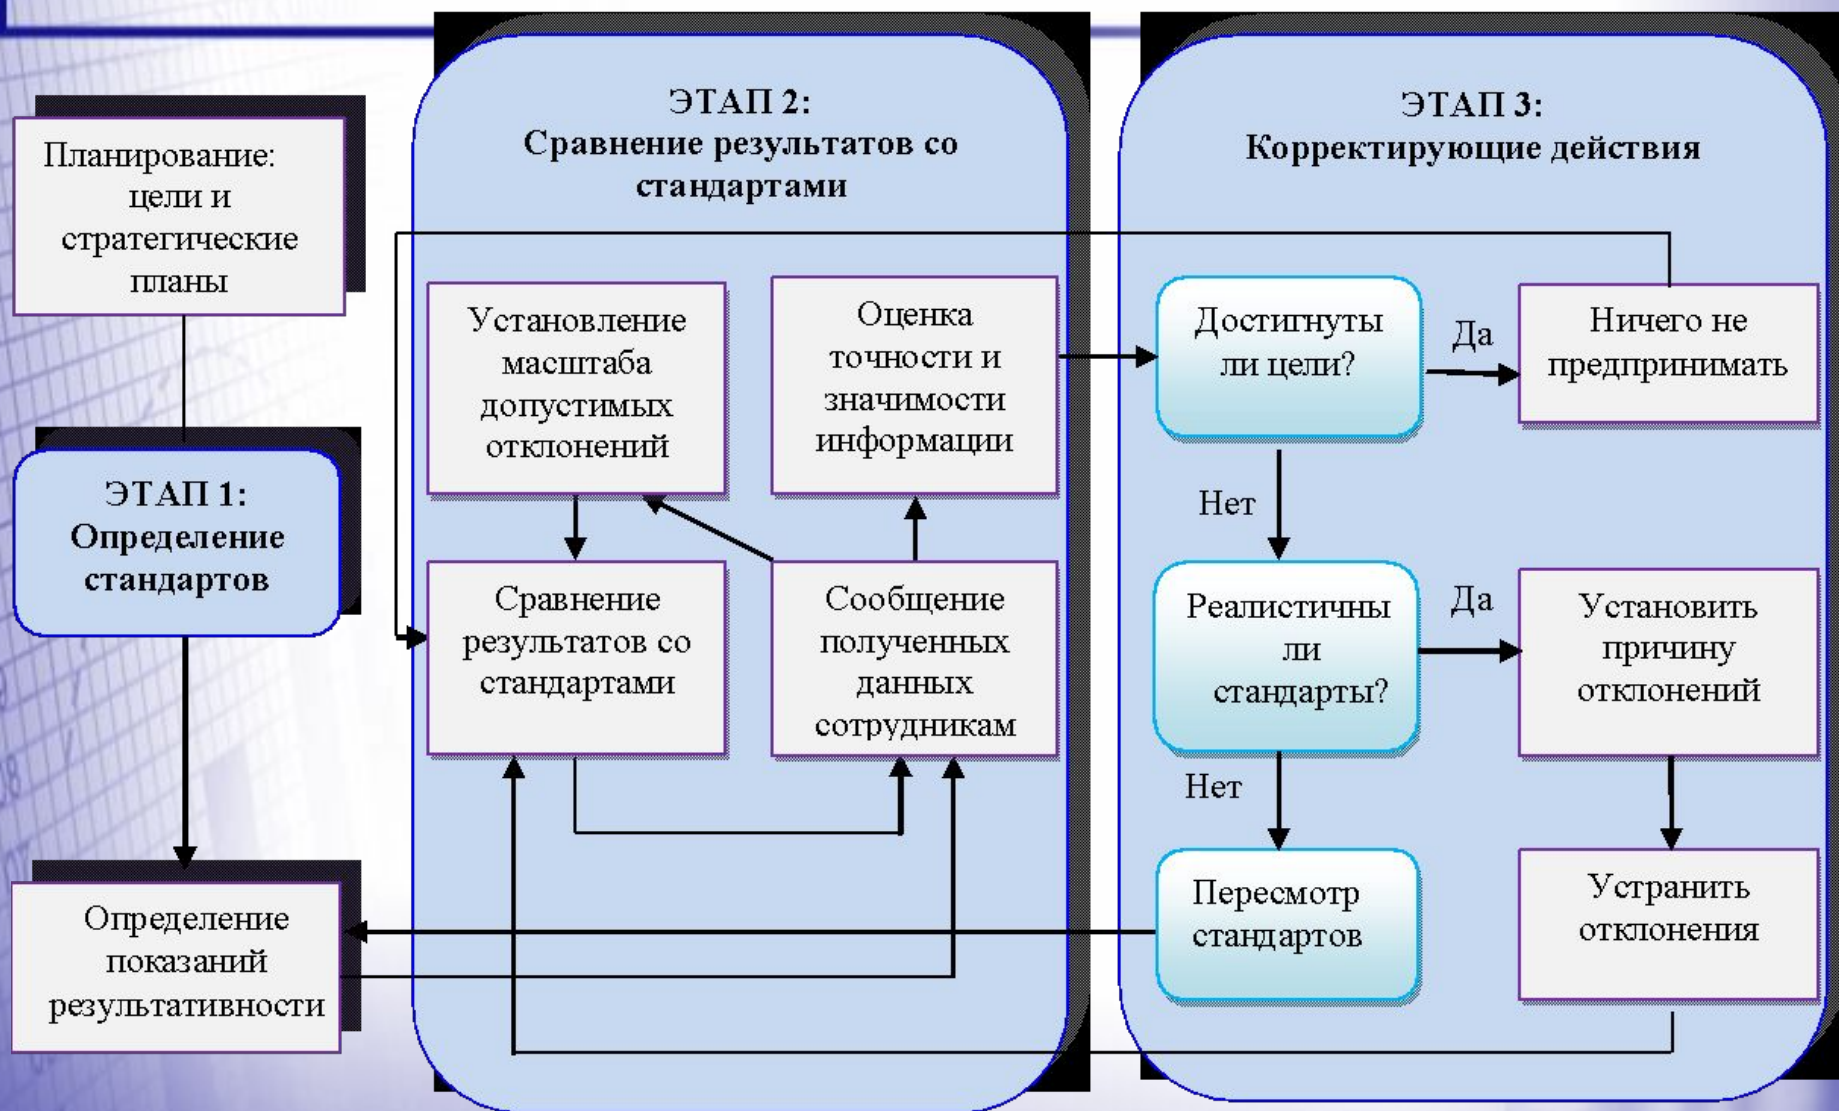 Планирование:
цели и
стратегические
планы
ЭТАП 1:
Определение
стандартов
Определение
показаний
результативности
ЭТАП 2:
Сравнение результатов со
стандартами
Установление
масштаба
допустимых
отклонений
Оценка
точности и
значимости
информации
Сравнение
результатов со
стандартами
Сообщение
полученных
данных
сотрудникам
ЭТАП 3:
Корректирующие действия
Достигнуты
ли цели?
Да
Ничего не
предпринимать
Нет
Реалистичны
ли
стандарты?
Да
Установить
причину
отклонений
Нет
Пересмотр
стандартов
Устранить
отклонения